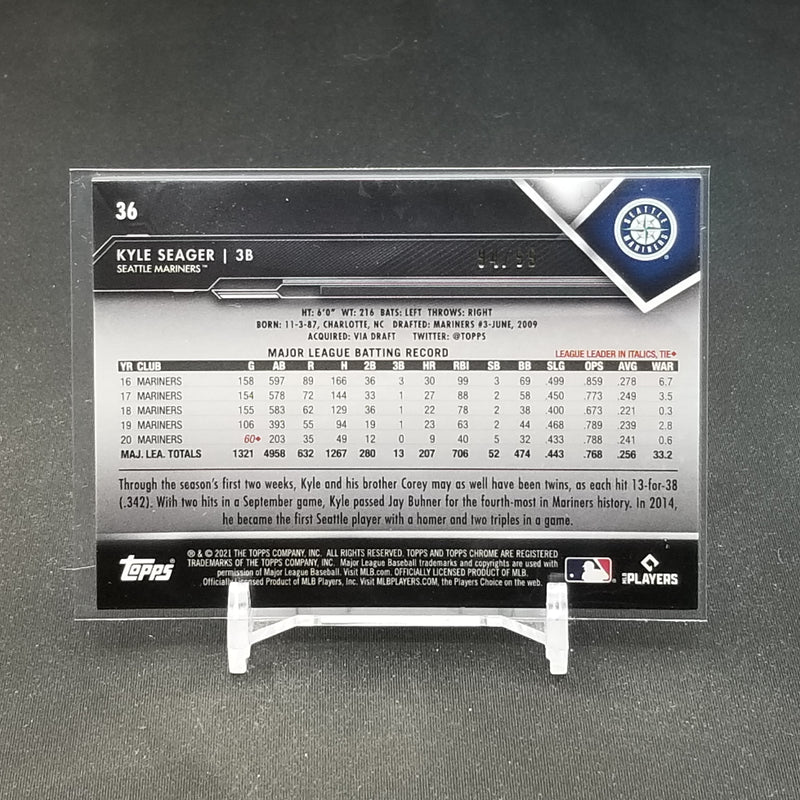 36
KYLE SEAGER | 3B
SEATTLE MARINERS™
SEATTLE
MARINERS
®
HT: 6'0" WT: 216 BATS: LEFT THROWS: RIGHT
BORN: 11-3-87, CHARLOTTE, NC DRAFTED: MARINERS #3-JUNE, 2009
ACQUIRED: VIA DRAFT TWITTER: @TOPPS
MAJOR LEAGUE BATTING RECORD LEAGUE LEADER IN ITALICS, TIE◆
YR CLUB G AB R H 2B 3B HR RBI SB BB SLG OPS AVG WAR
16 MARINERS 158 597 89 166 36 3 30 99 3 69 .499 .859 .278 6.7
17 MARINERS 154 578 72 144 33 1 27 88 2 58 .450 .773 .249 3.5
18 MARINERS 155 583 62 129 36 1 22 78 2 38 .400 .673 .221 0.3
19 MARINERS 106 393 55 94 19 1 23 63 2 44 .468 .789 .239 2.8
20 MARINERS 60◆ 203 35 49 12 0 9 40 5 32 .433 .788 .241 0.6
MAJ. LEA. TOTALS 1321 4958 632 1267 280 13 207 706 52 474 .443 .768 .256 33.2
Through the season's first two weeks, Kyle and his brother Corey may as well have been twins, as each hit 13-for-38
(.342). With two hits in a September game, Kyle passed Jay Buhner for the fourth-most in Mariners history. In 2014,
he became the first Seattle player with a homer and two triples in a game.
® & © 2021 THE TOPPS COMPANY, INC. ALL RIGHTS RESERVED. TOPPS AND TOPPS CHROME ARE REGISTERED
TRADEMARKS OF THE TOPPS COMPANY, INC. Major League Baseball trademarks and copyrights are used with
permission of Major League Baseball. Visit MLB.com. OFFICIALLY LICENSED PRODUCT OF MLB.
Officially Licensed Product of MLB Players, Inc. Visit MLBPLAYERS.COM, the Players Choice on the web.
Topps®
MLB PLAYERS